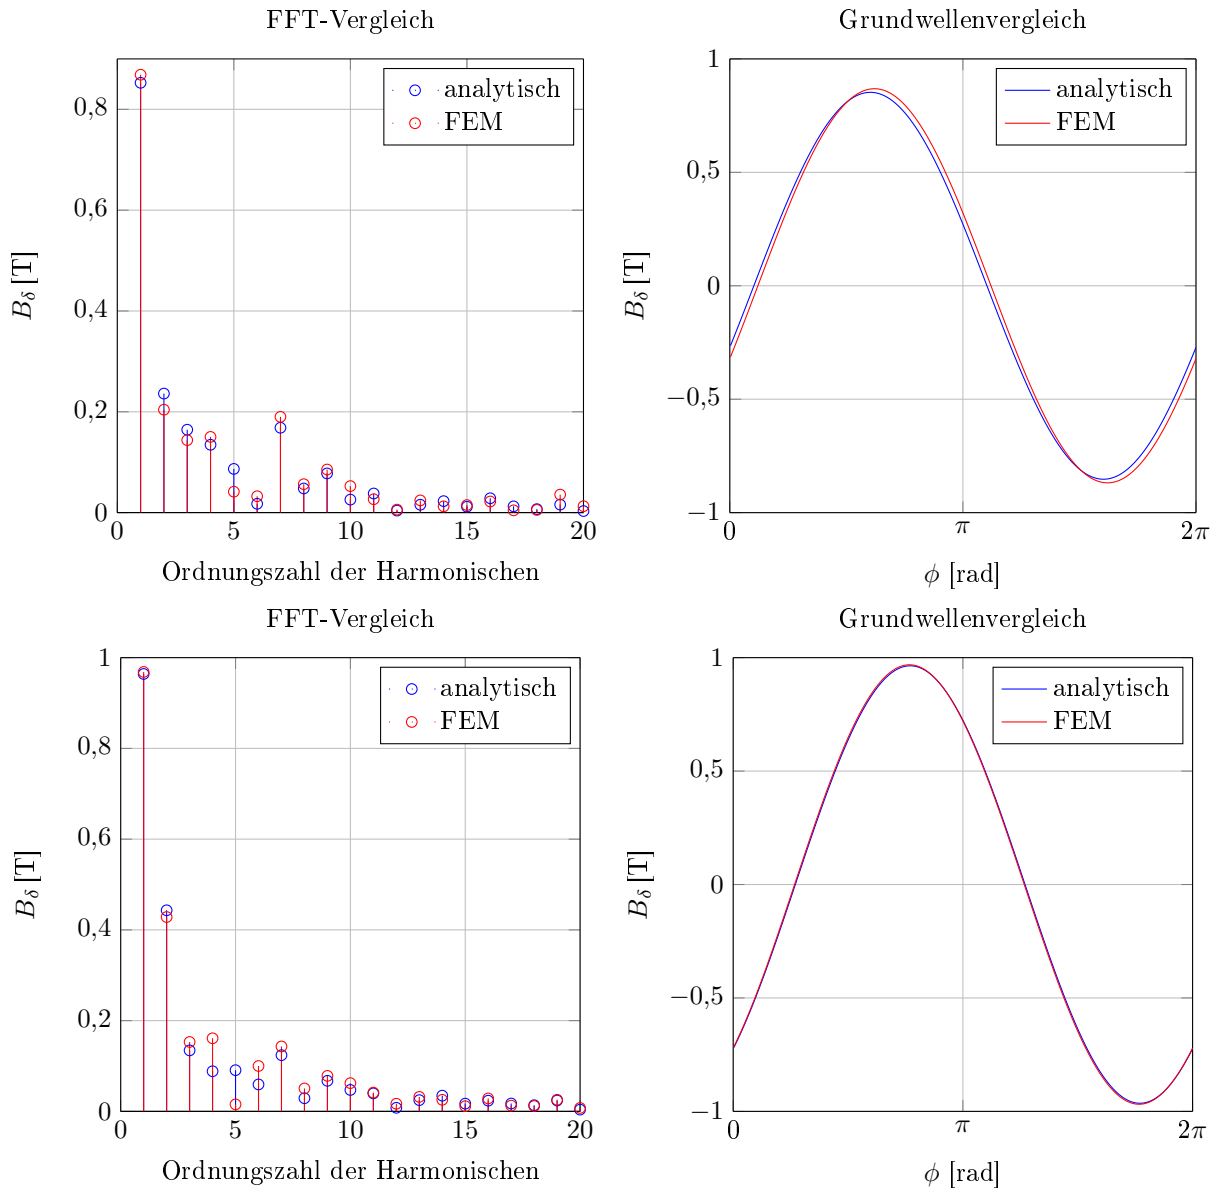 FFT-Vergleich
0,8
0,6
0,4
0,2
0
0 5 10 15 20
B_δ [T]
Ordnungszahl der Harmonischen
analytisch
FEM
Grundwellenvergleich
1
0,5
0
−0,5
−1
0 π 2π
B_δ [T]
ϕ [rad]
analytisch
FEM
FFT-Vergleich
1
0,8
0,6
0,4
0,2
0
0 5 10 15 20
B_δ [T]
Ordnungszahl der Harmonischen
analytisch
FEM
Grundwellenvergleich
1
0,5
0
−0,5
−1
0 π 2π
B_δ [T]
ϕ [rad]
analytisch
FEM